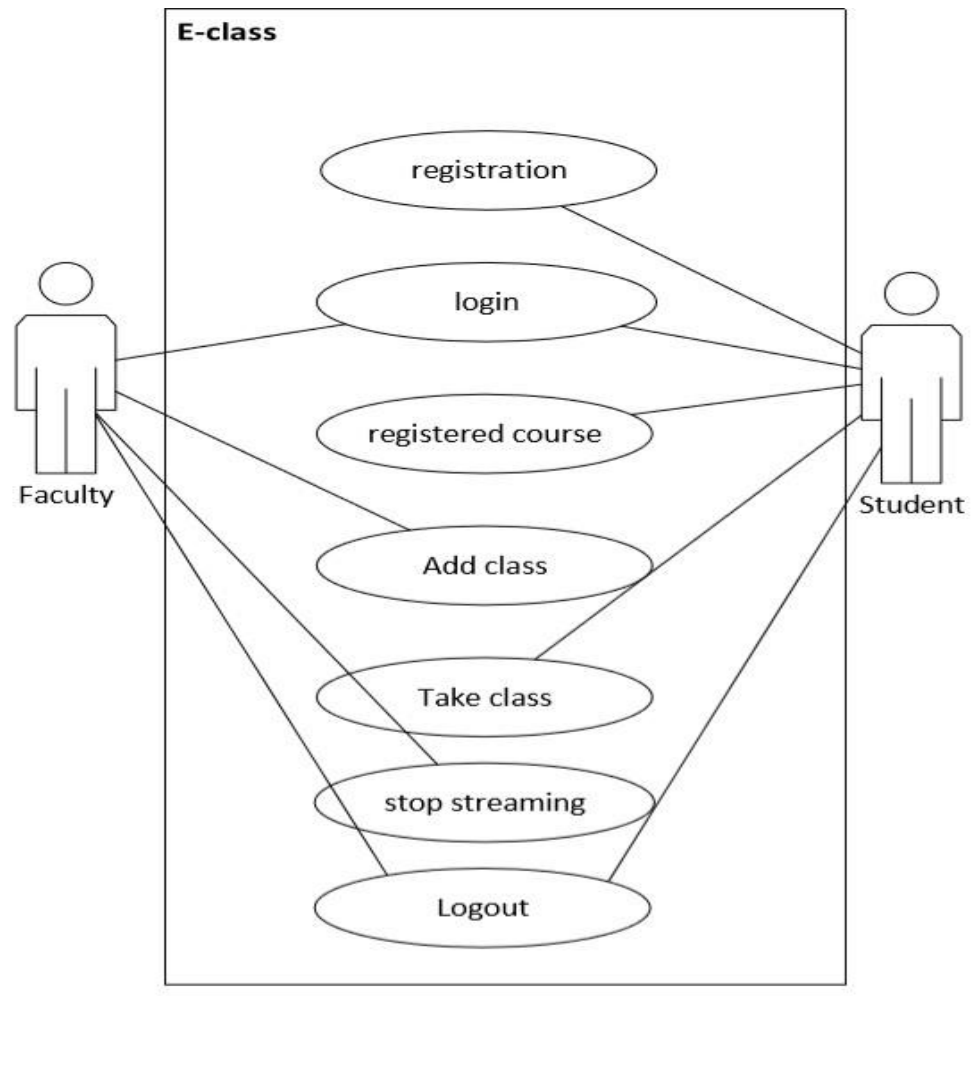 E-class
registration
login
registered course
Faculty
Student
Add class
Take class
stop streaming
Logout